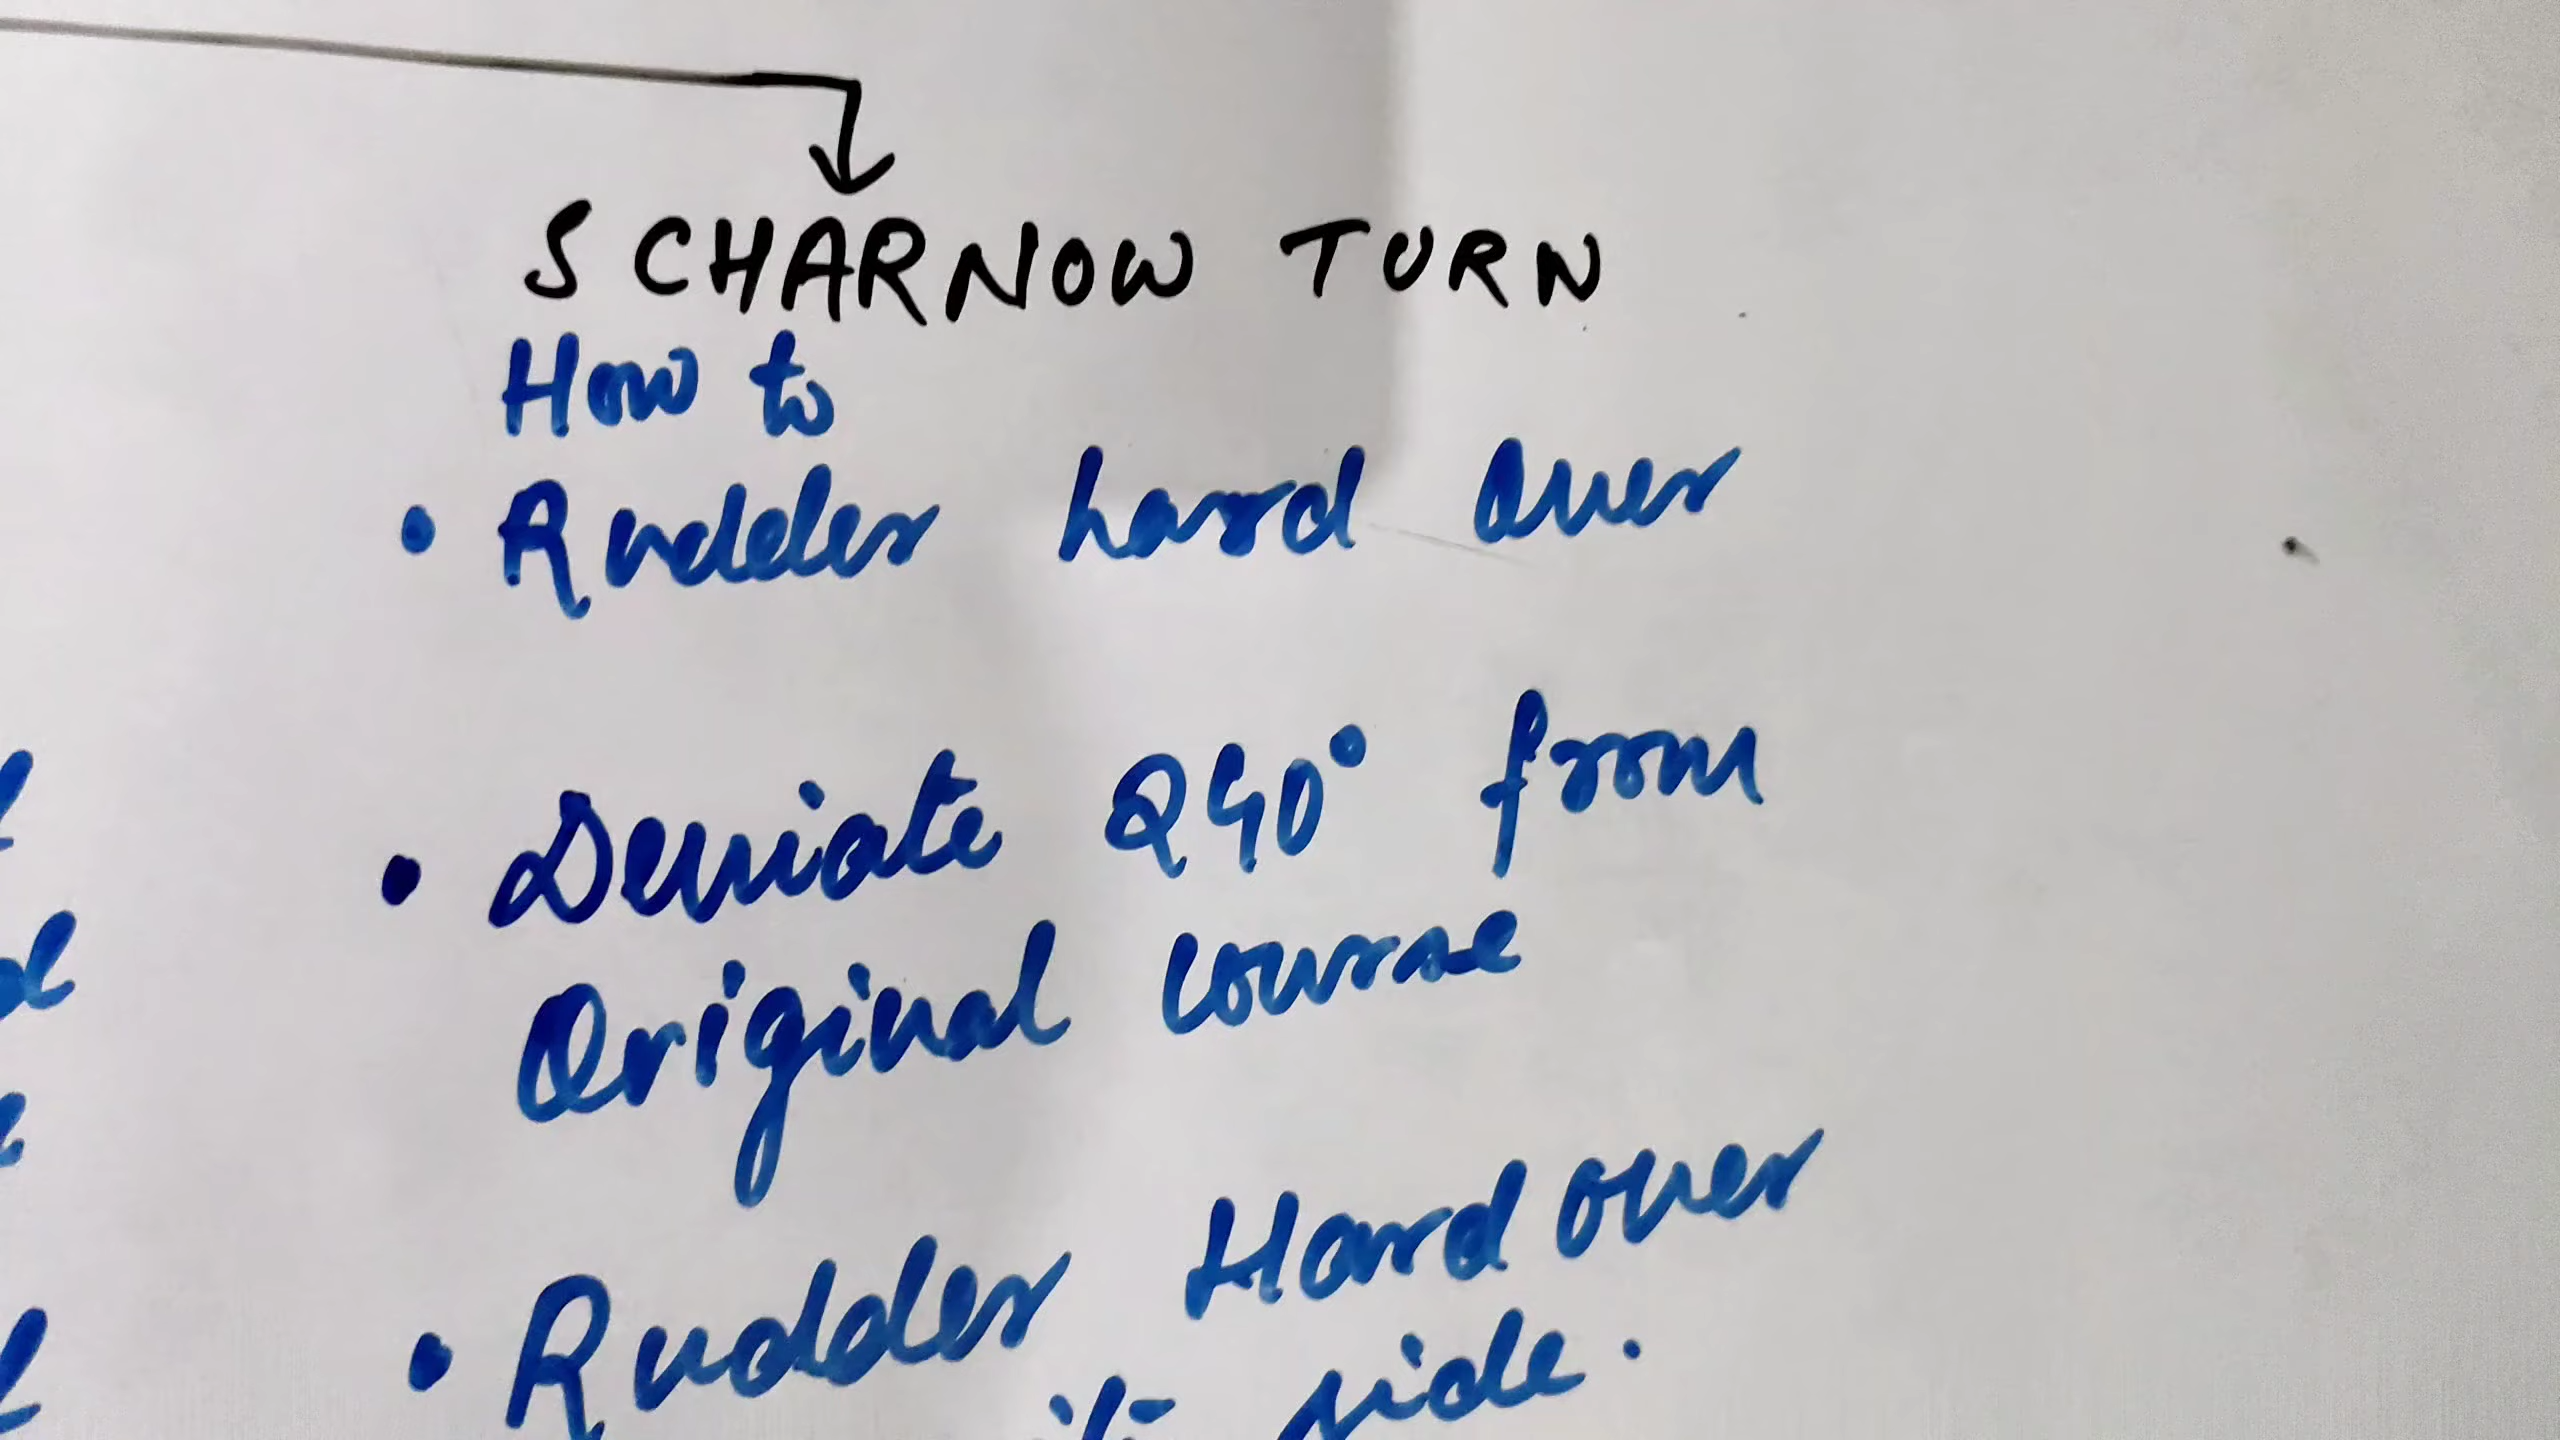 SCHARNOW TURN
How to
• Rudder hard over
• Deviate 240° from
Original course
• Rudder Hard over
side.